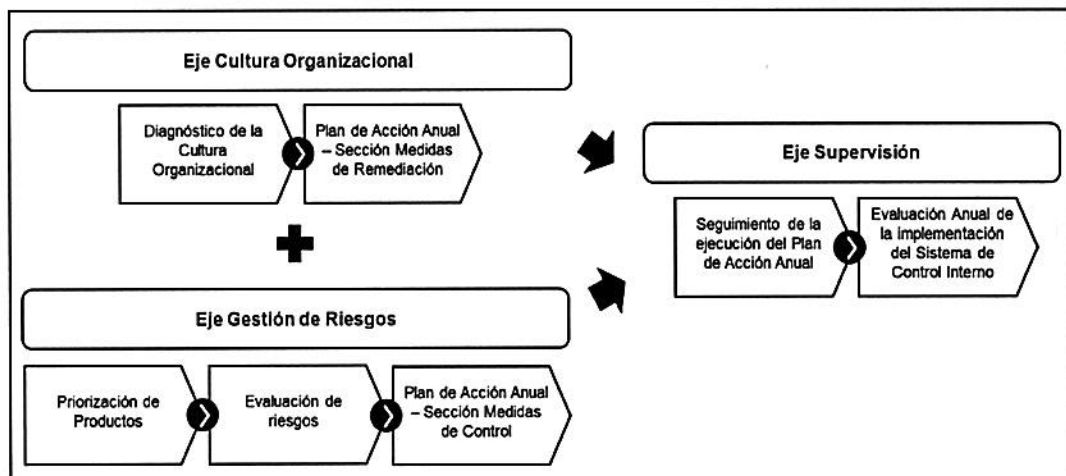 Eje Cultura Organizacional
Diagnóstico de la
Cultura
Organizacional
Plan de Acción Anual
– Sección Medidas
de Remediación
Eje Supervisión
Seguimiento de la
ejecución del Plan
de Acción Anual
Evaluación Anual de
la implementación
del Sistema de
Control Interno
Eje Gestión de Riesgos
Priorización de
Productos
Evaluación de
riesgos
Plan de Acción Anual
– Sección Medidas
de Control